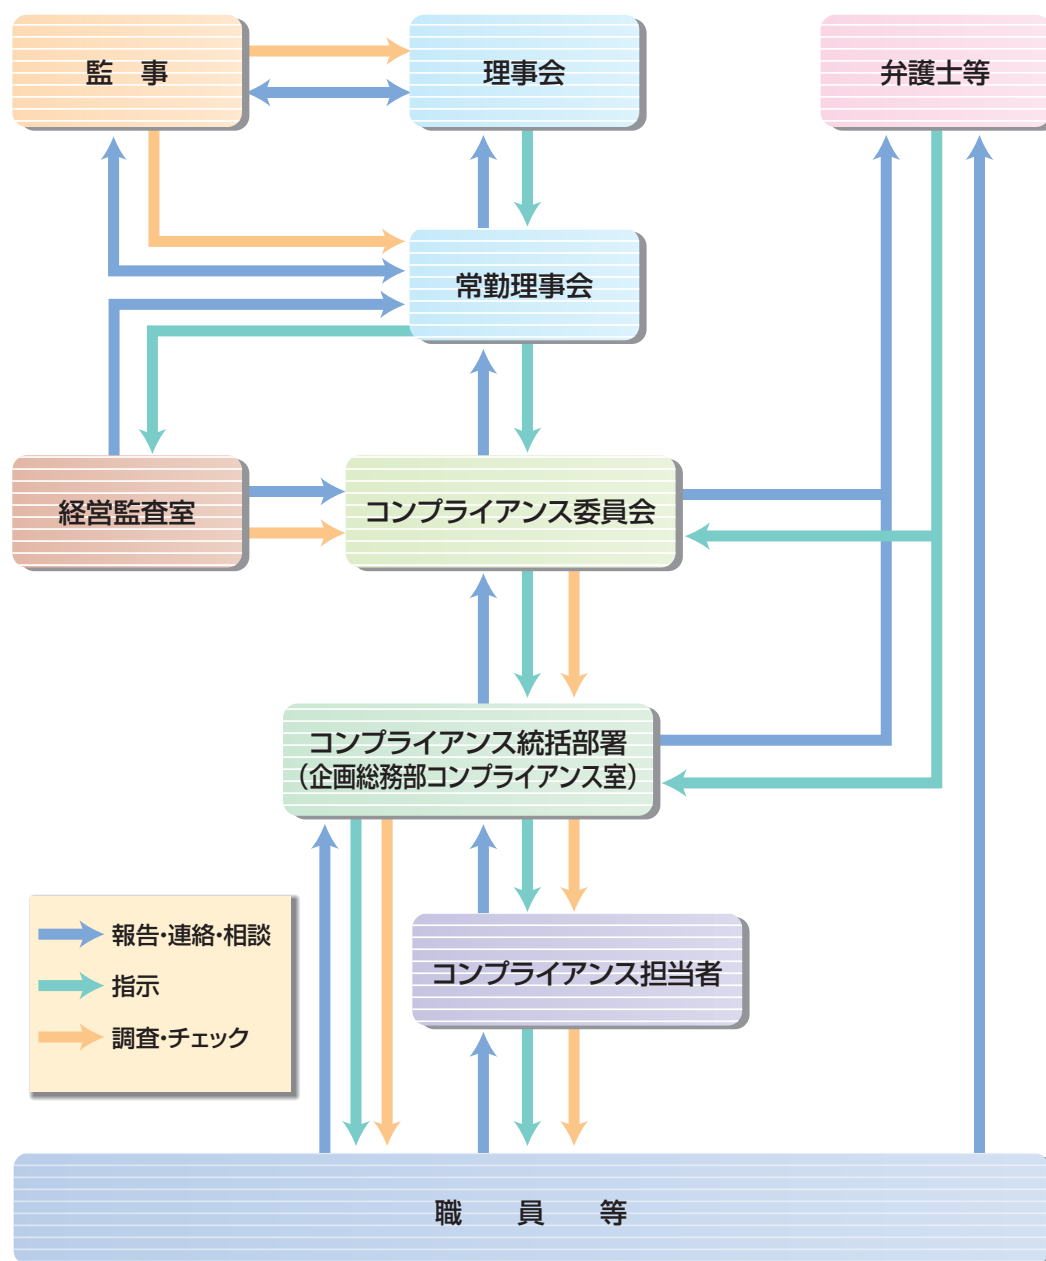 監　事
理事会
弁護士等
常勤理事会
経営監査室
コンプライアンス委員会
コンプライアンス統括部署
（企画総務部コンプライアンス室）
コンプライアンス担当者
報告・連絡・相談
指示
調査・チェック
職　員　等